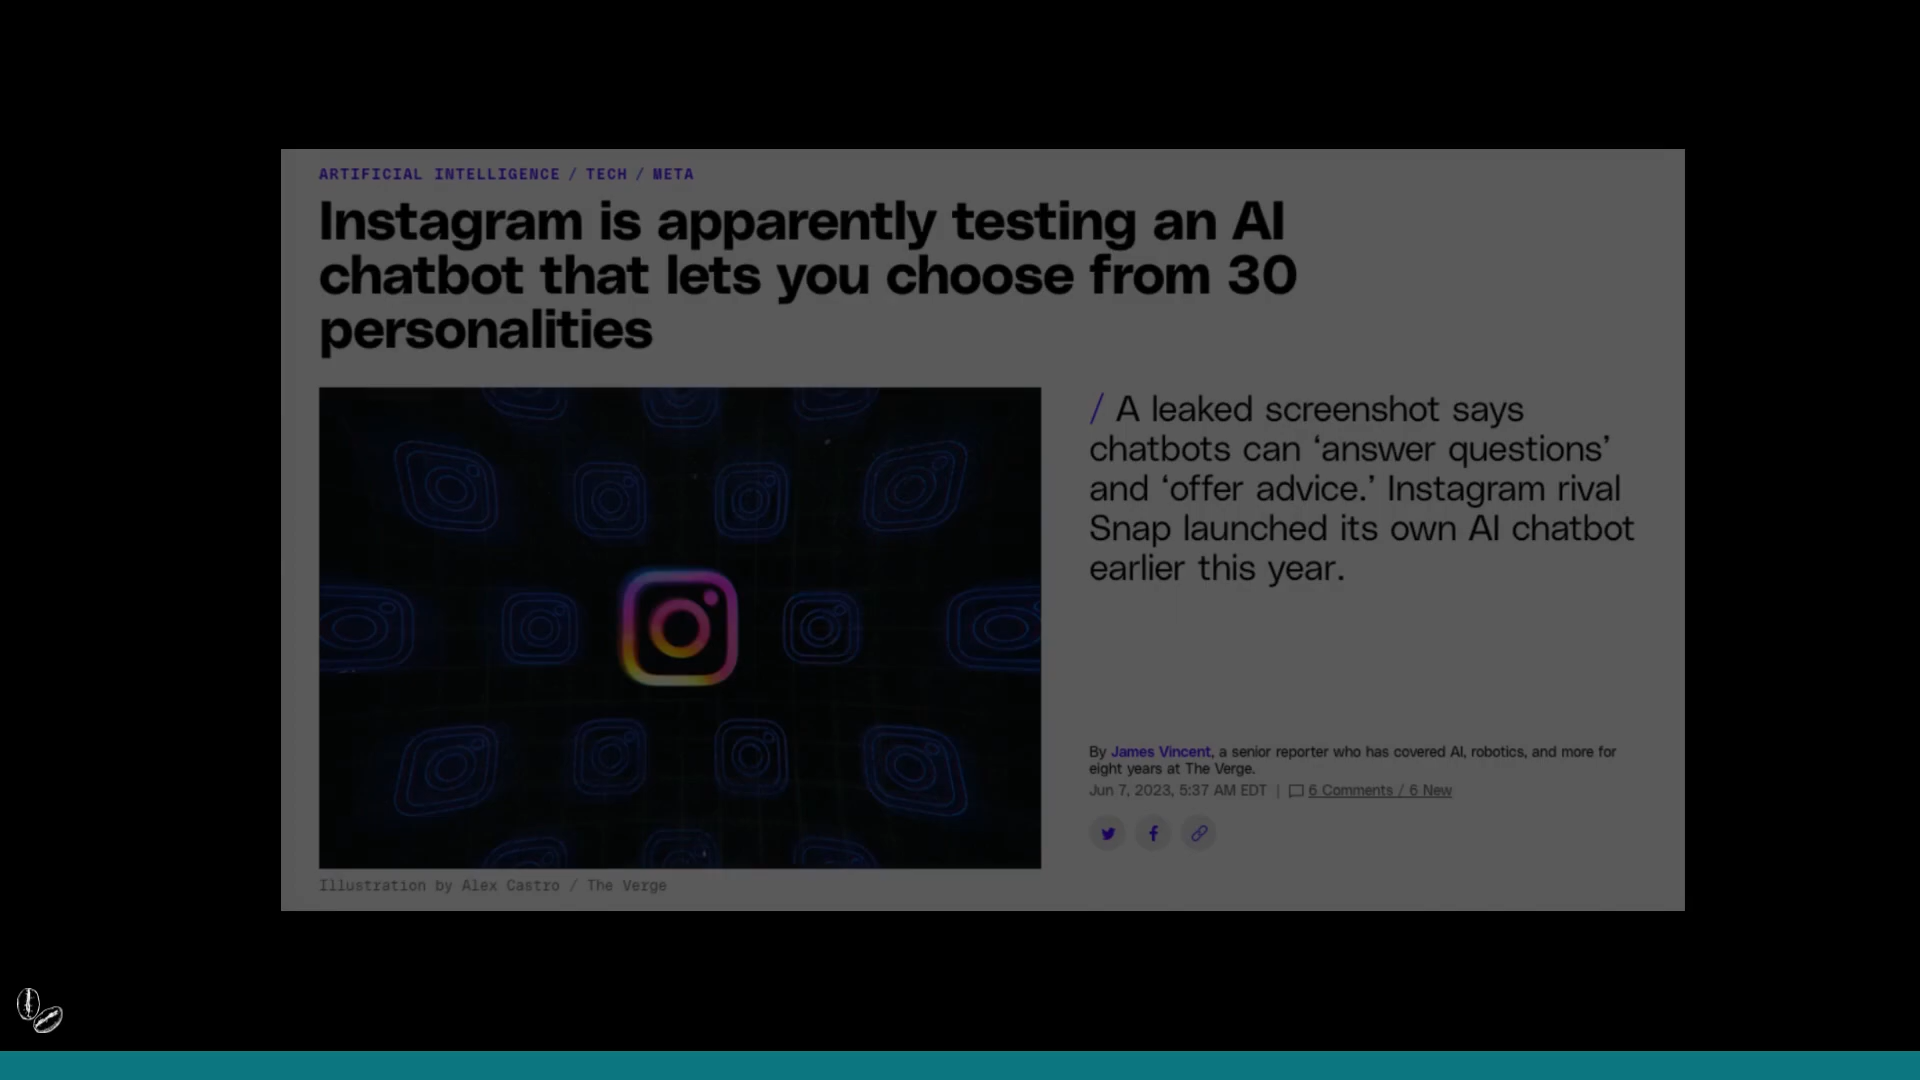 ARTIFICIAL INTELLIGENCE / TECH / META
Instagram is apparently testing an AI
chatbot that lets you choose from 30
personalities
/ A leaked screenshot says
chatbots can ‘answer questions’
and ‘offer advice.’ Instagram rival
Snap launched its own AI chatbot
earlier this year.
By James Vincent, a senior reporter who has covered AI, robotics, and more for
eight years at The Verge.
Jun 7, 2023, 5:37 AM EDT | 6 Comments / 6 New
Illustration by Alex Castro / The Verge